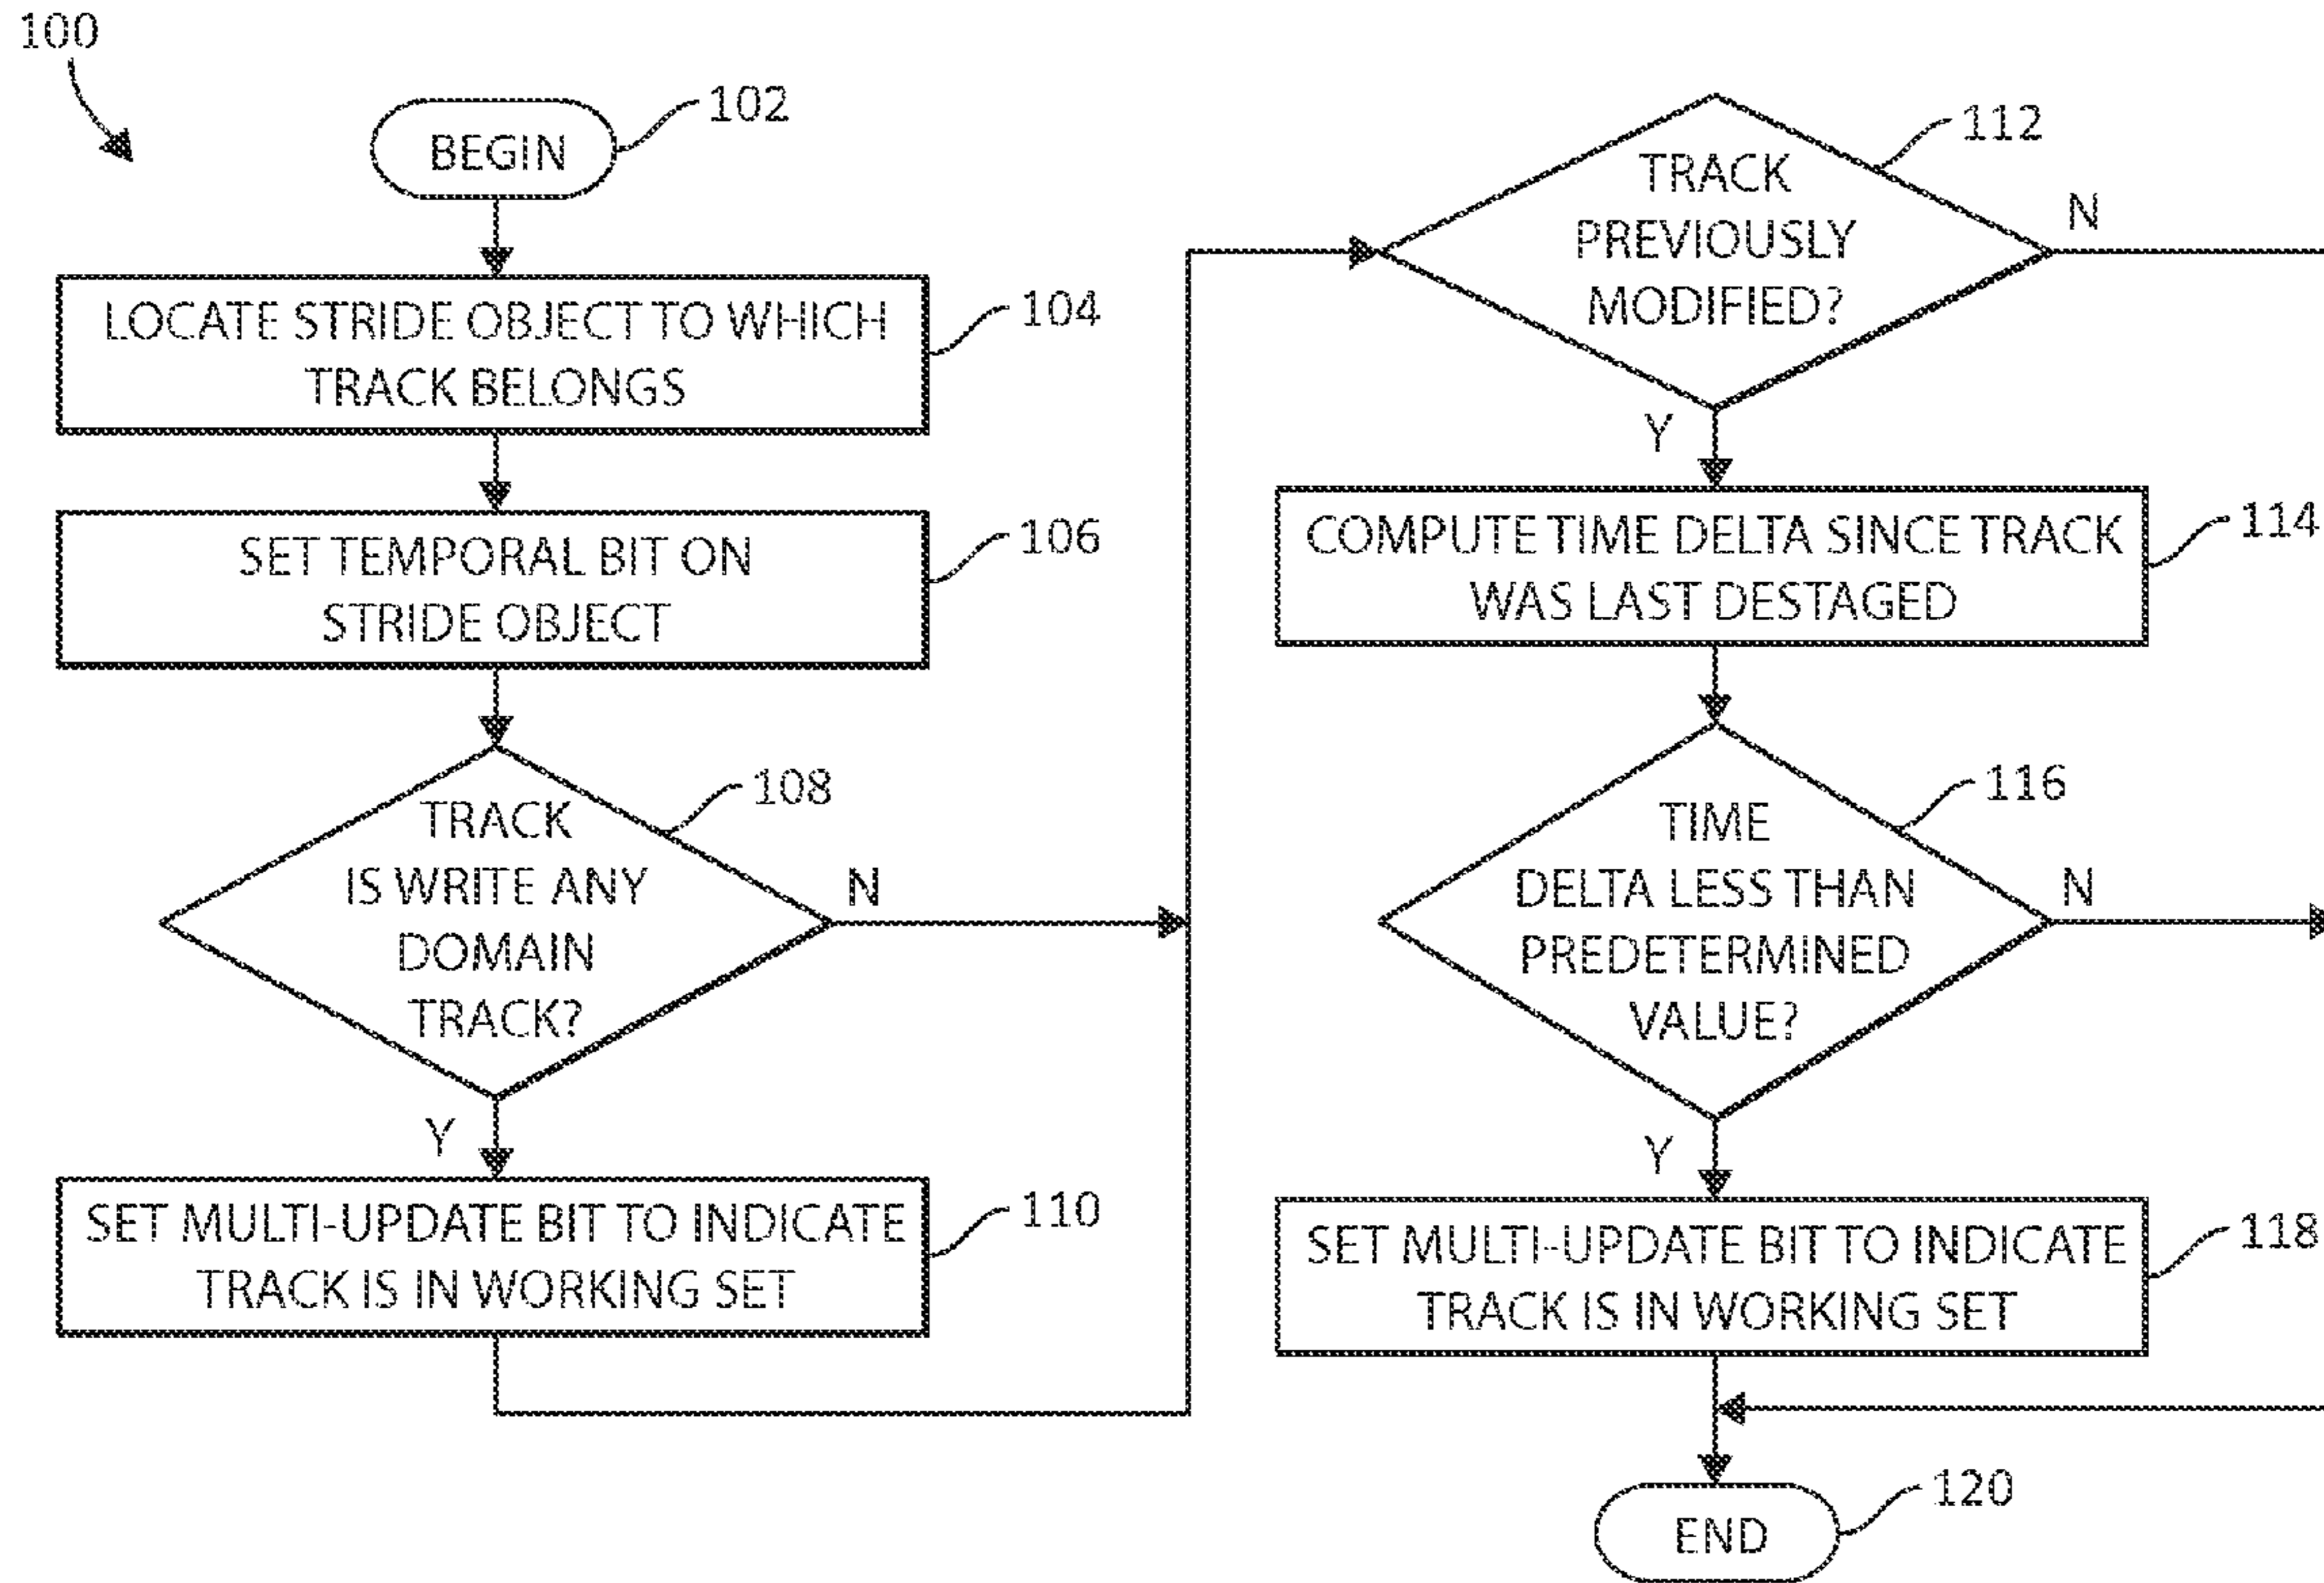 100
BEGIN
102
LOCATE STRIDE OBJECT TO WHICH
TRACK BELONGS
104
SET TEMPORAL BIT ON
STRIDE OBJECT
106
TRACK
IS WRITE ANY
DOMAIN
TRACK?
108
N
Y
SET MULTI-UPDATE BIT TO INDICATE
TRACK IS IN WORKING SET
110
TRACK
PREVIOUSLY
MODIFIED?
112
N
Y
COMPUTE TIME DELTA SINCE TRACK
WAS LAST DESTAGED
114
TIME
DELTA LESS THAN
PREDETERMINED
VALUE?
116
N
Y
SET MULTI-UPDATE BIT TO INDICATE
TRACK IS IN WORKING SET
118
END
120